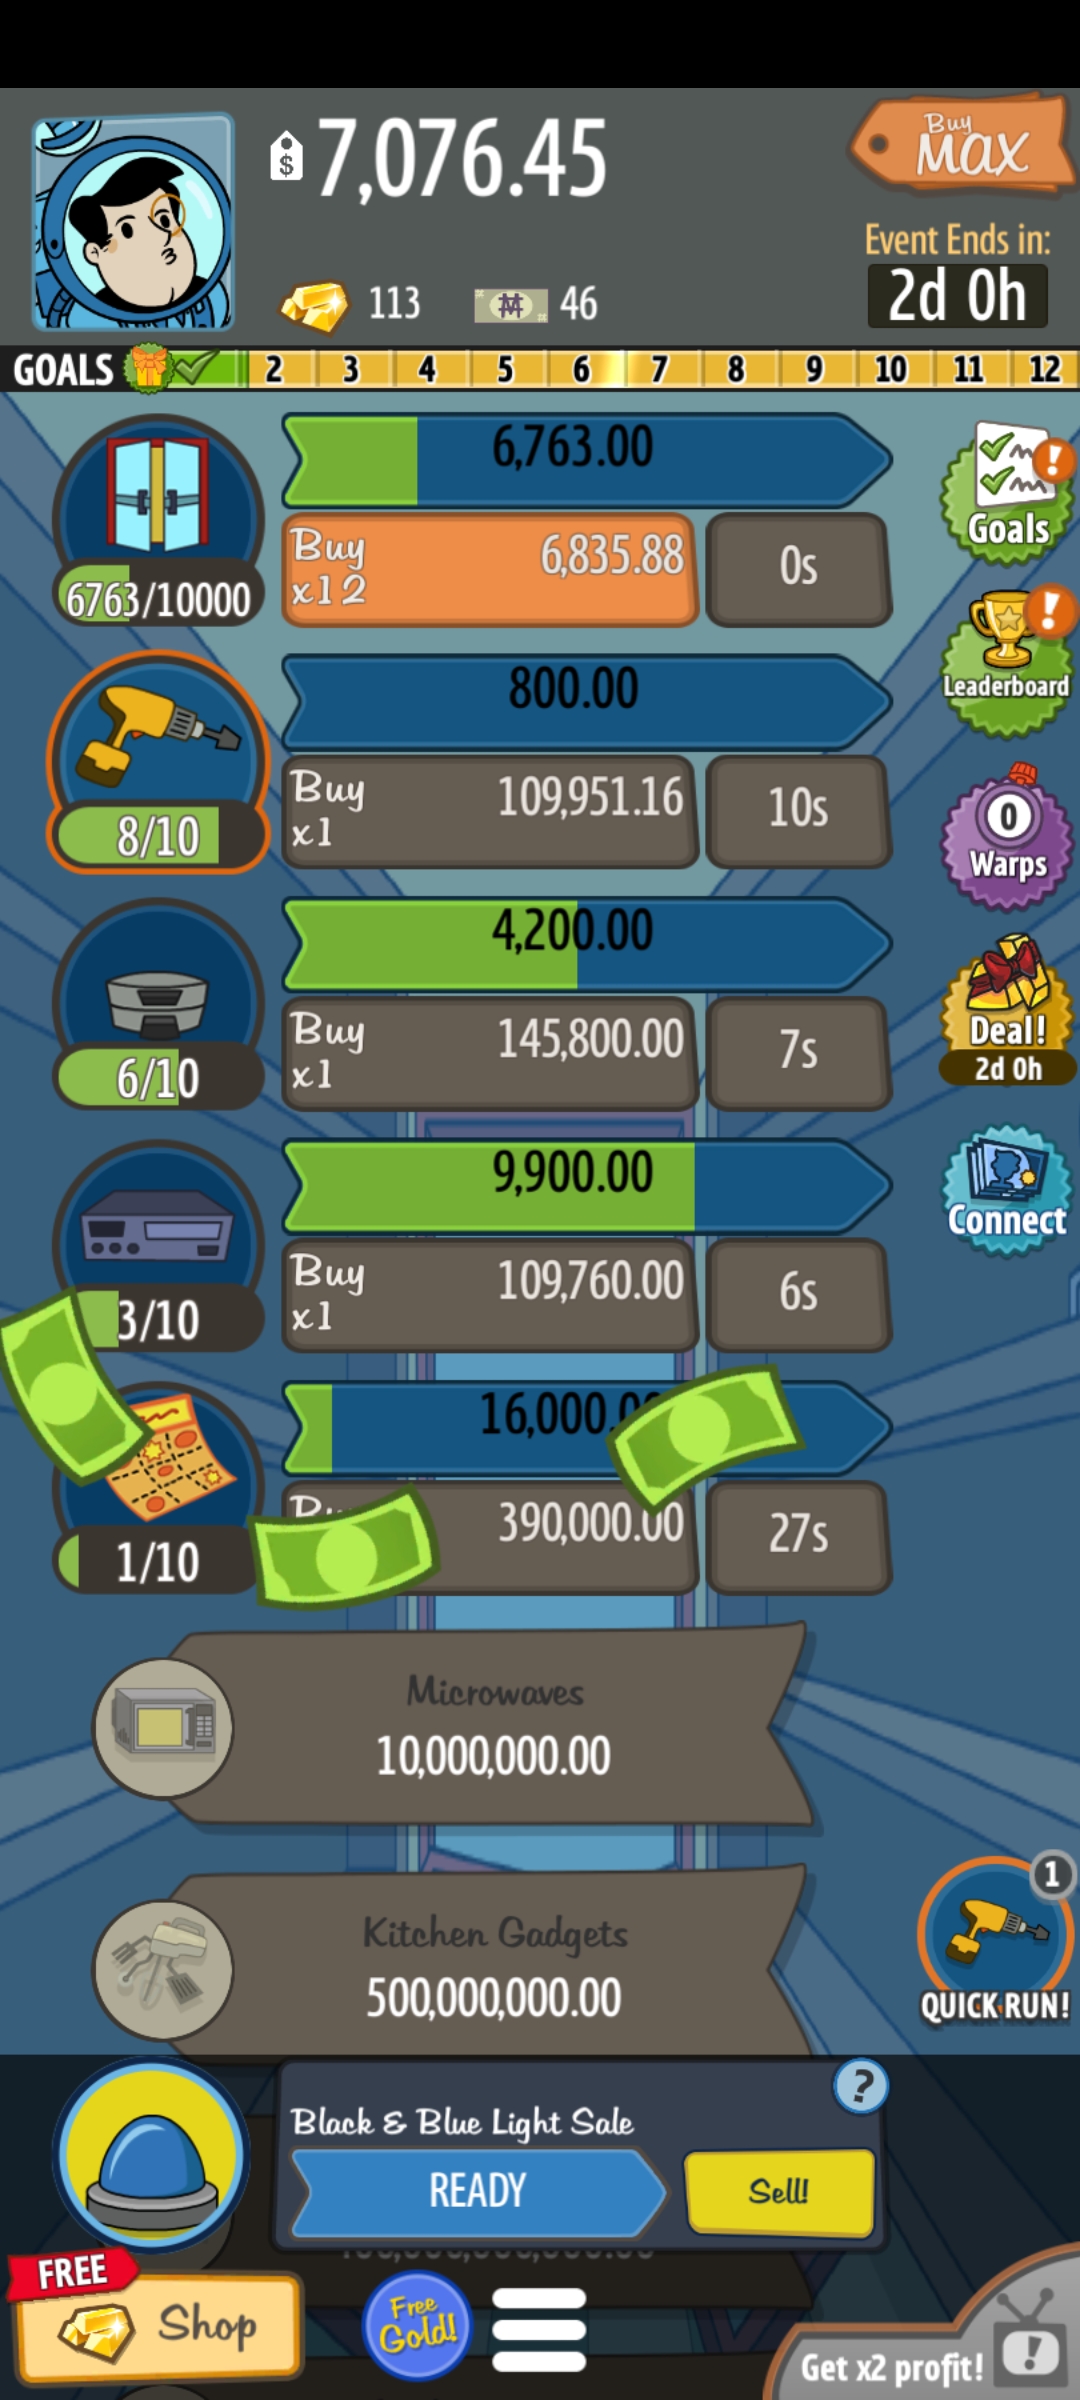 7,076.45
Buy
MAX
Event Ends in:
2d 0h
113
46
GOALS
2 3 4 5 6 7 8 9 10 11 12
6,763.00
6763/10000
Buy
x12
6,835.88
0s
Goals
800.00
8/10
Buy
x1
109,951.16
10s
Leaderboard
4,200.00
6/10
Buy
x1
145,800.00
7s
0
Warps
Deal!
2d 0h
9,900.00
3/10
Buy
x1
109,760.00
6s
Connect
16,000.
1/10
390,000.00
27s
Microwaves
10,000,000.00
Kitchen Gadgets
500,000,000.00
1
QUICK RUN!
Black & Blue Light Sale
?
READY
Sell!
FREE
Shop
Free
Gold!
Get x2 profit!